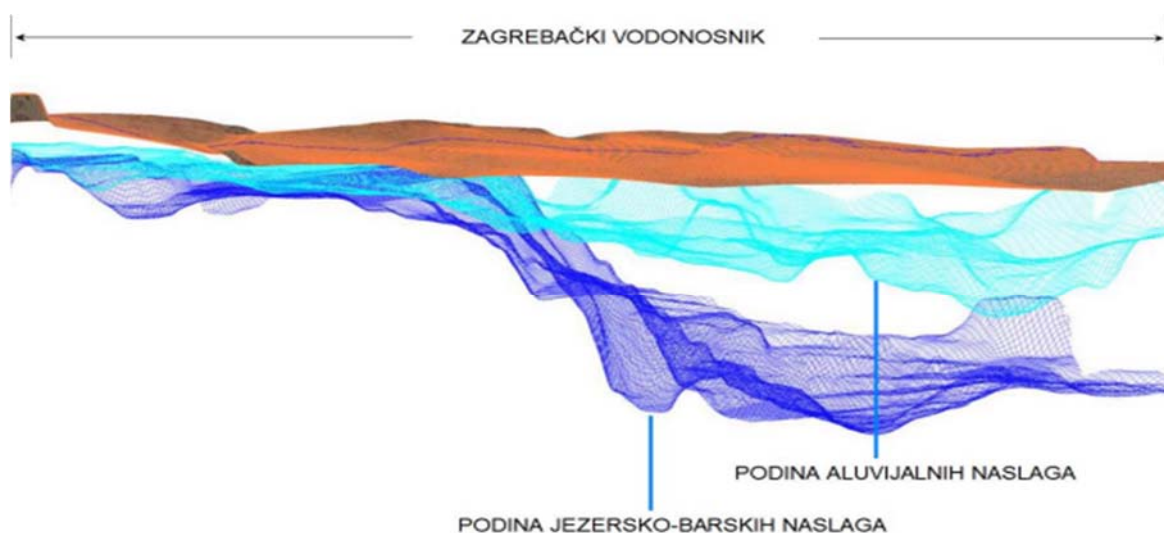 ZAGREBAČKI VODONOSNIK
PODINA ALUVIJALNIH NASLAGA
PODINA JEZERSKO-BARSKIH NASLAGA